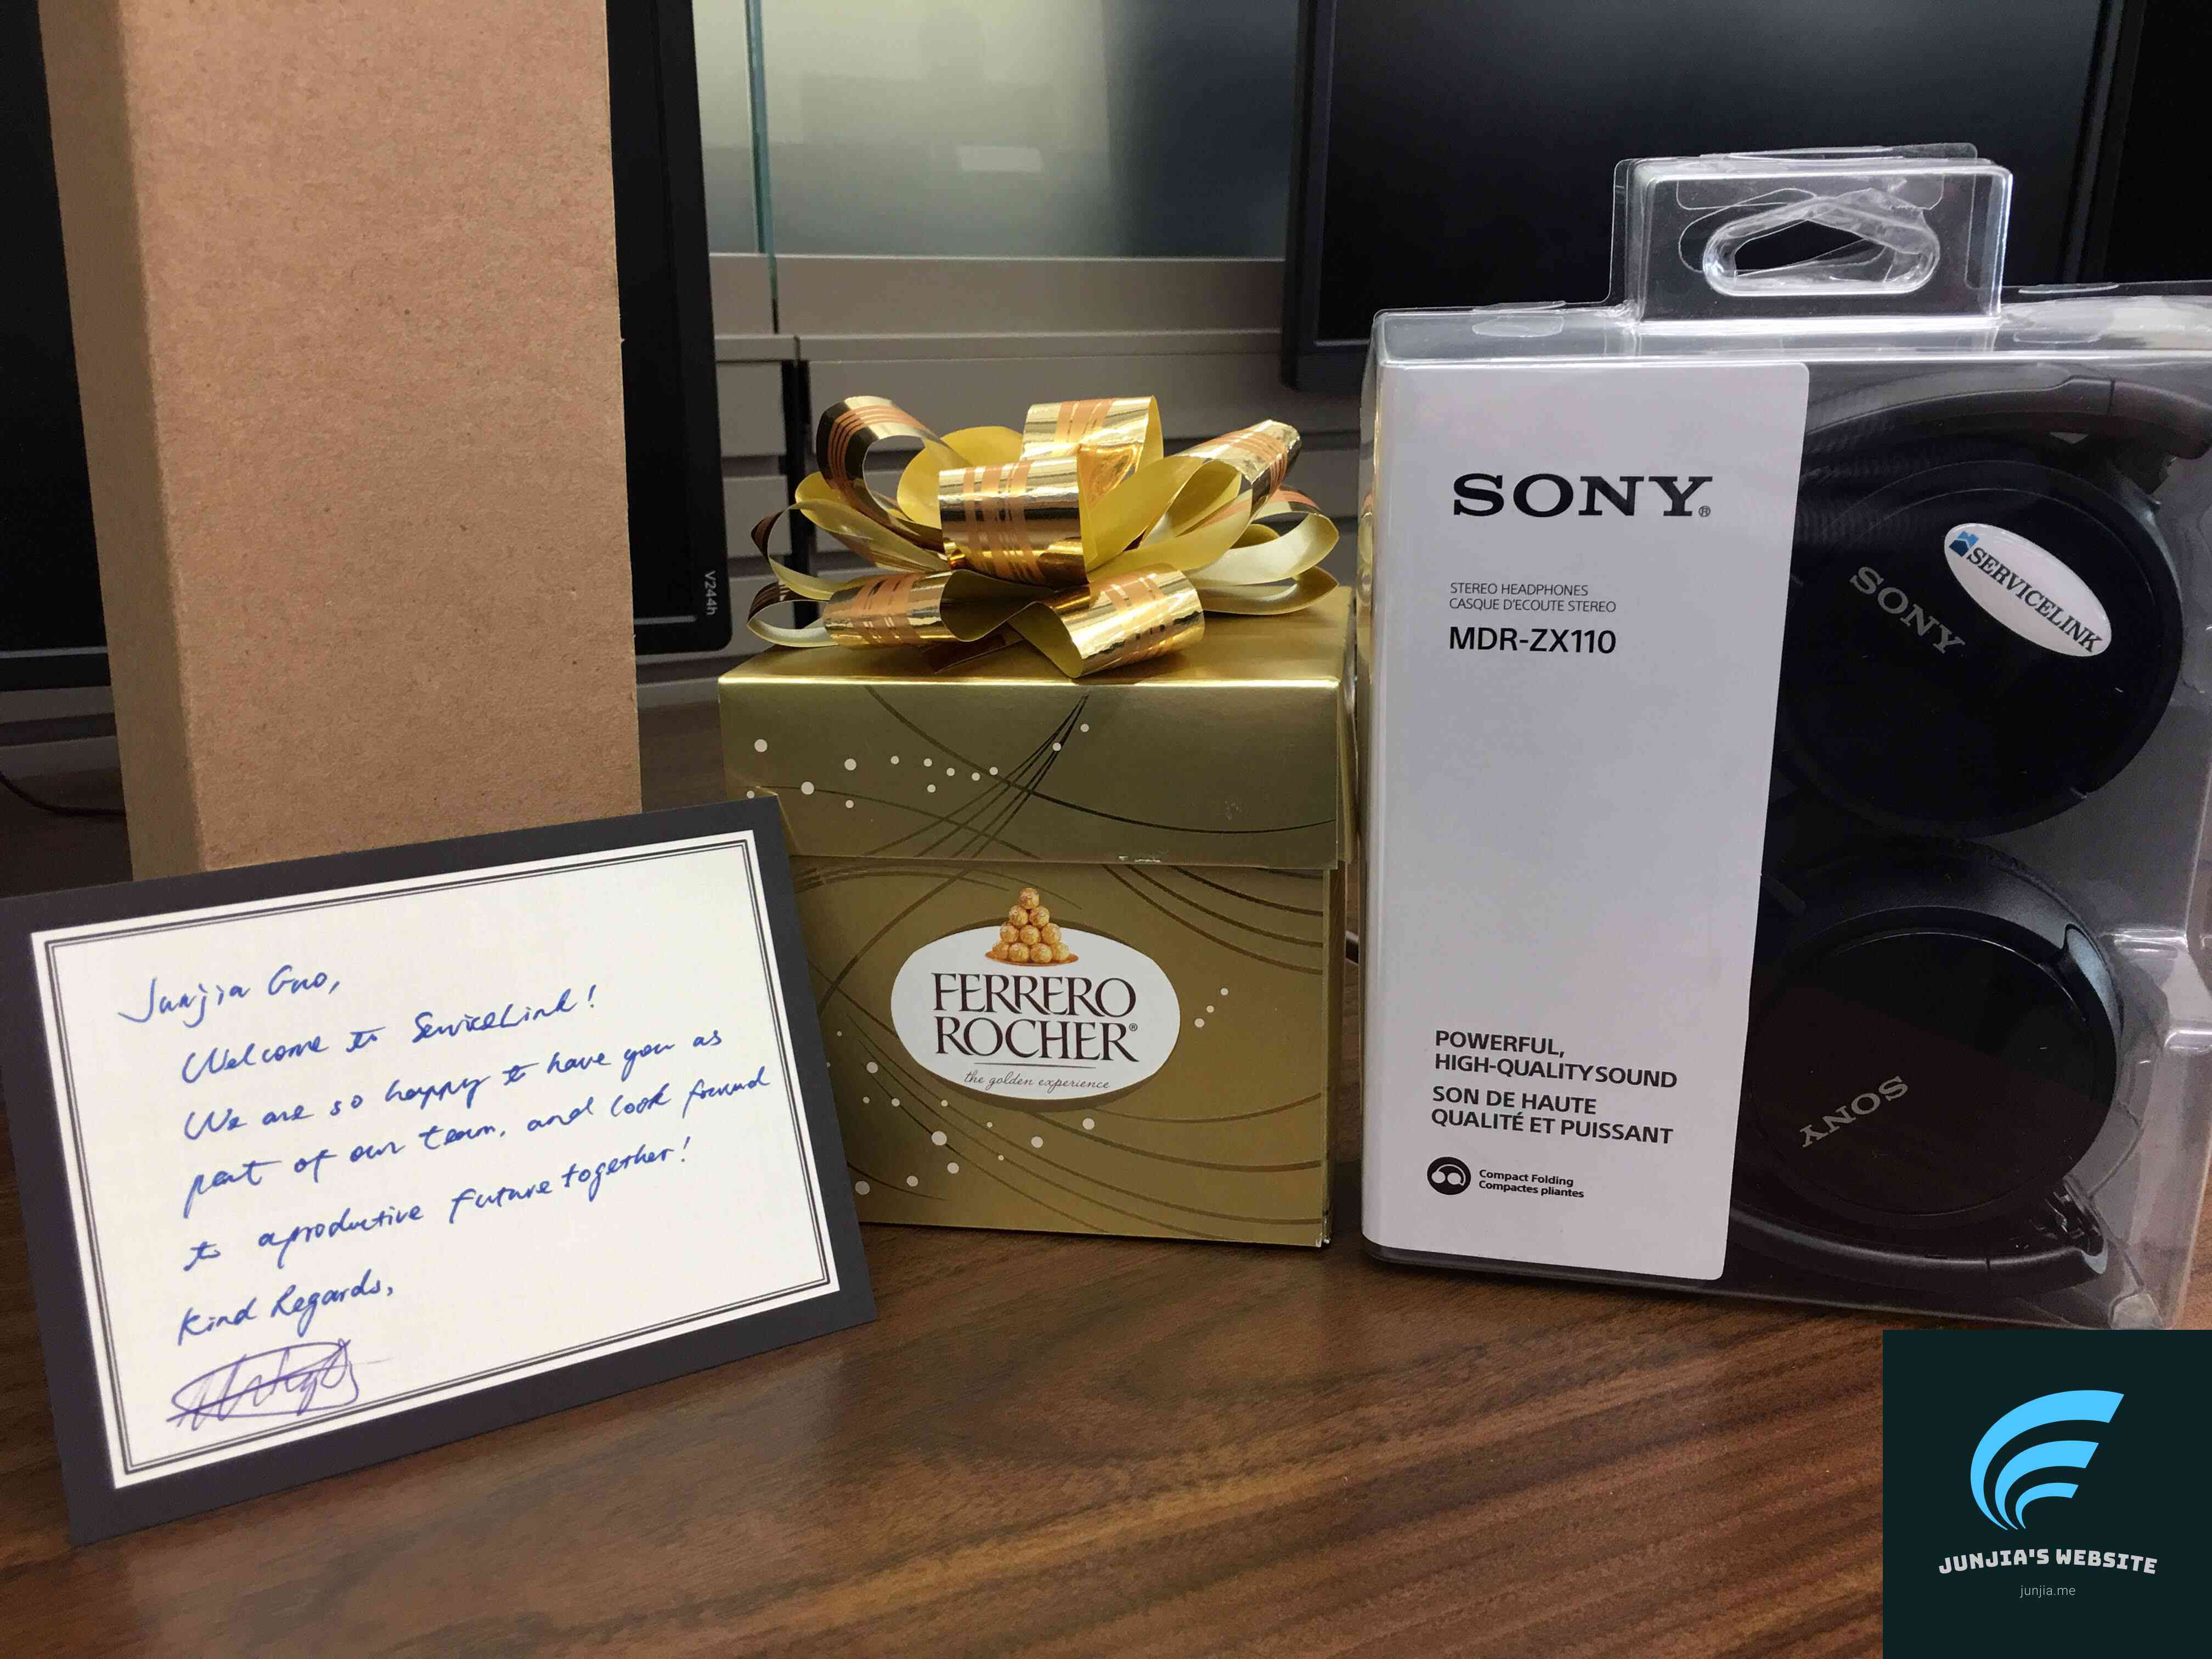 V244h
Junjia Guo,
Welcome to ServiceLink!
We are so happy to have you as
part of our team, and look forward
to a productive future together!
Kind Regards,
FERRERO
ROCHER®
the golden experience
SONY®
STEREO HEADPHONES
CASQUE D'ECOUTE STEREO
MDR-ZX110
POWERFUL,
HIGH-QUALITY SOUND
SON DE HAUTE
QUALITÉ ET PUISSANT
Compact Folding
Compactes pliantes
SONY
SERVICELINK
SONY
JUNJIA'S WEBSITE
junjia.me